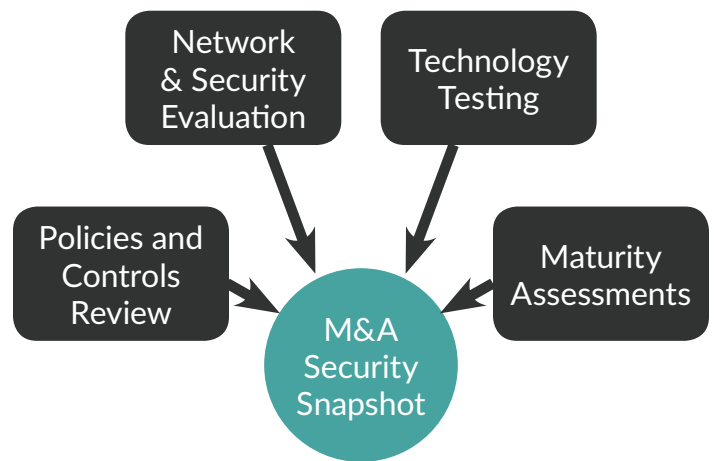 Network
& Security
Evaluation
Technology
Testing
Policies and
Controls
Review
Maturity
Assessments
M&A
Security
Snapshot